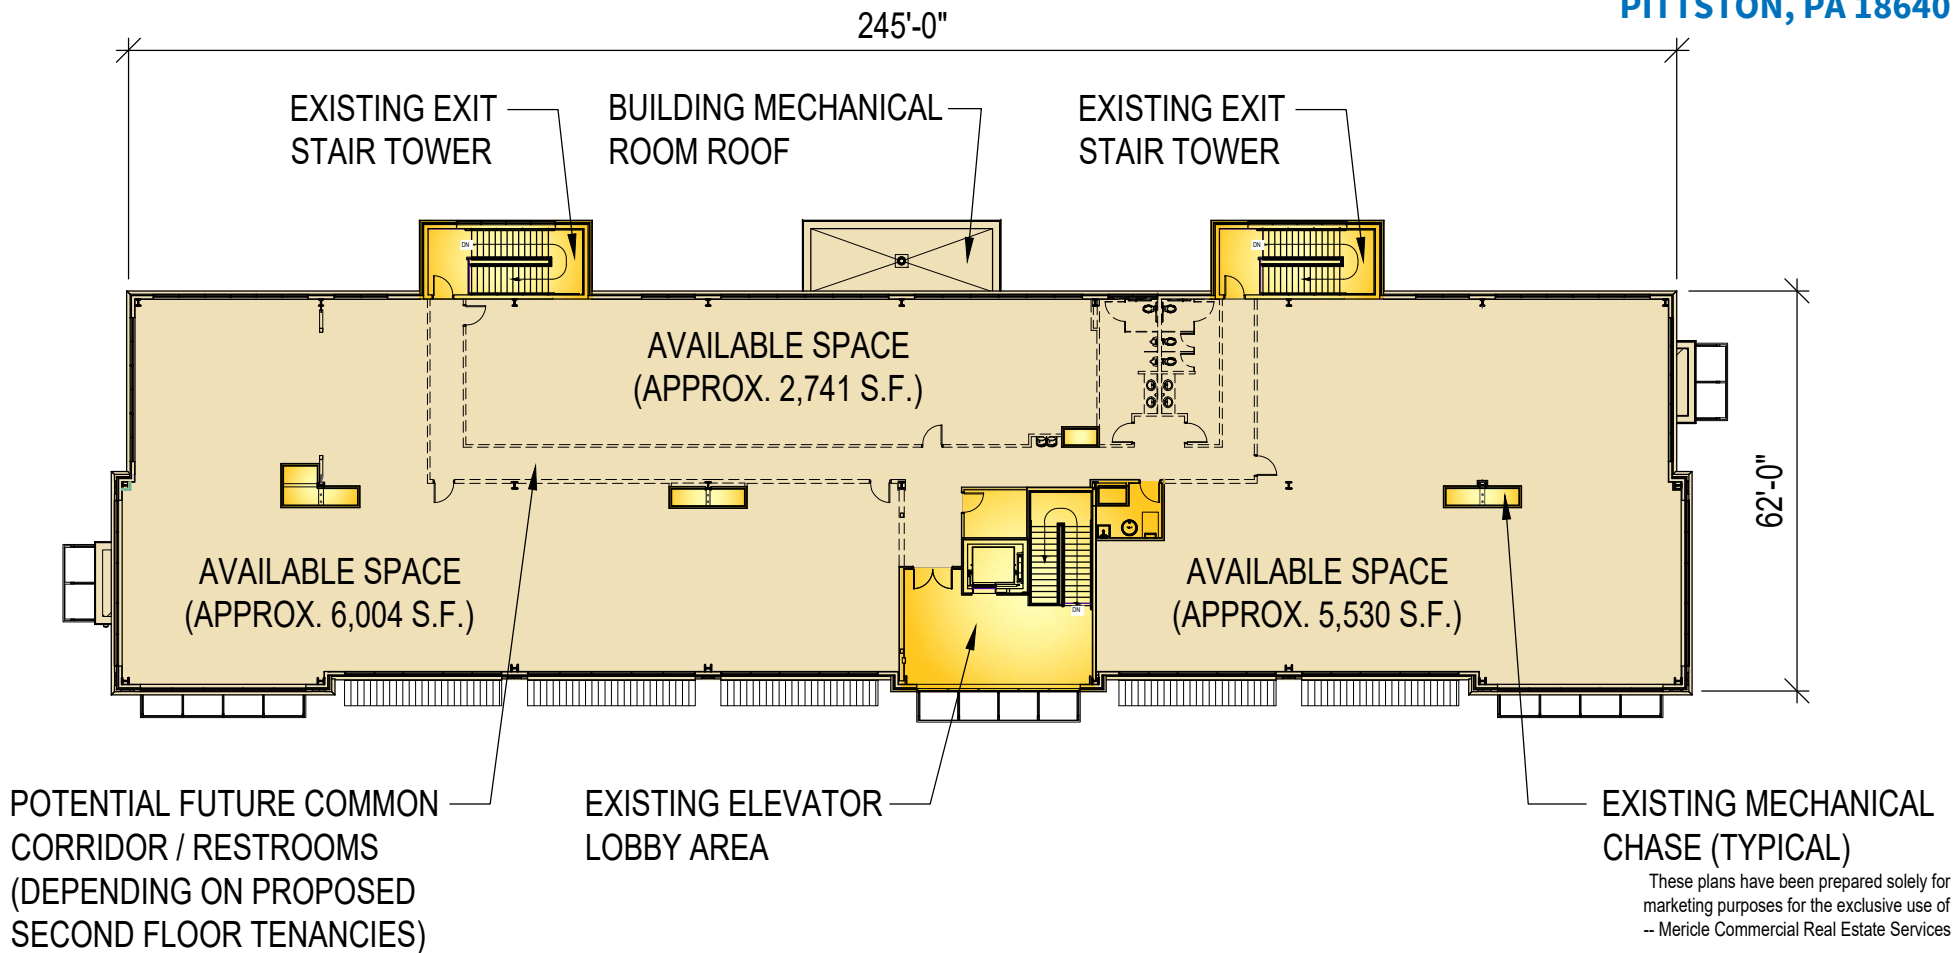 PITTSTON, PA 18640
245'-0"
EXISTING EXIT
STAIR TOWER
BUILDING MECHANICAL
ROOM ROOF
EXISTING EXIT
STAIR TOWER
DN
DN
AVAILABLE SPACE
(APPROX. 2,741 S.F.)
62'-0"
AVAILABLE SPACE
(APPROX. 6,004 S.F.)
AVAILABLE SPACE
(APPROX. 5,530 S.F.)
DN
POTENTIAL FUTURE COMMON
CORRIDOR / RESTROOMS
(DEPENDING ON PROPOSED
SECOND FLOOR TENANCIES)
EXISTING ELEVATOR
LOBBY AREA
EXISTING MECHANICAL
CHASE (TYPICAL)
These plans have been prepared solely for
marketing purposes for the exclusive use of
-- Mericle Commercial Real Estate Services